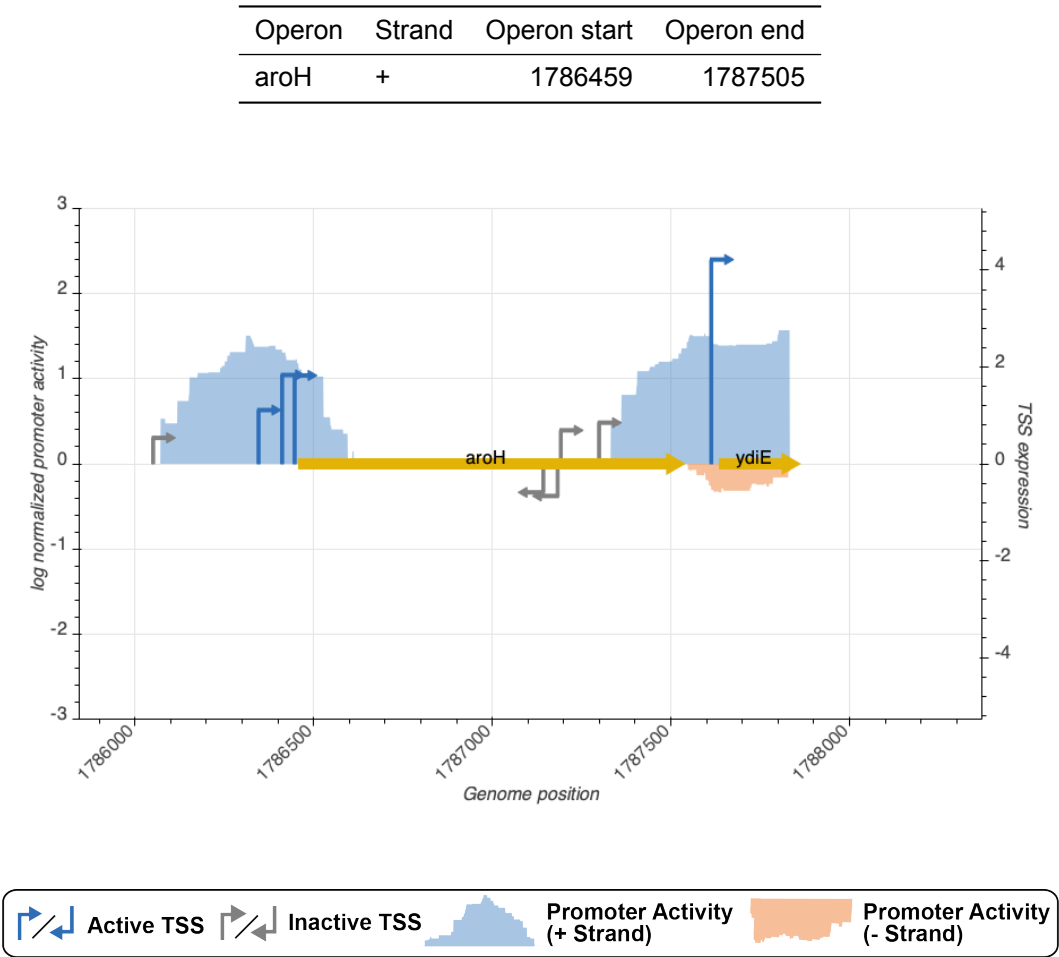 Operon Strand Operon start Operon end
aroH + 1786459 1787505
3
2
1
0
-1
-2
-3
log normalized promoter activity
4
2
0
-2
-4
TSS expression
aroH
ydiE
1786000
1786500
1787000
1787500
1788000
Genome position
Active TSS
Inactive TSS
Promoter Activity
(+ Strand)
Promoter Activity
(- Strand)